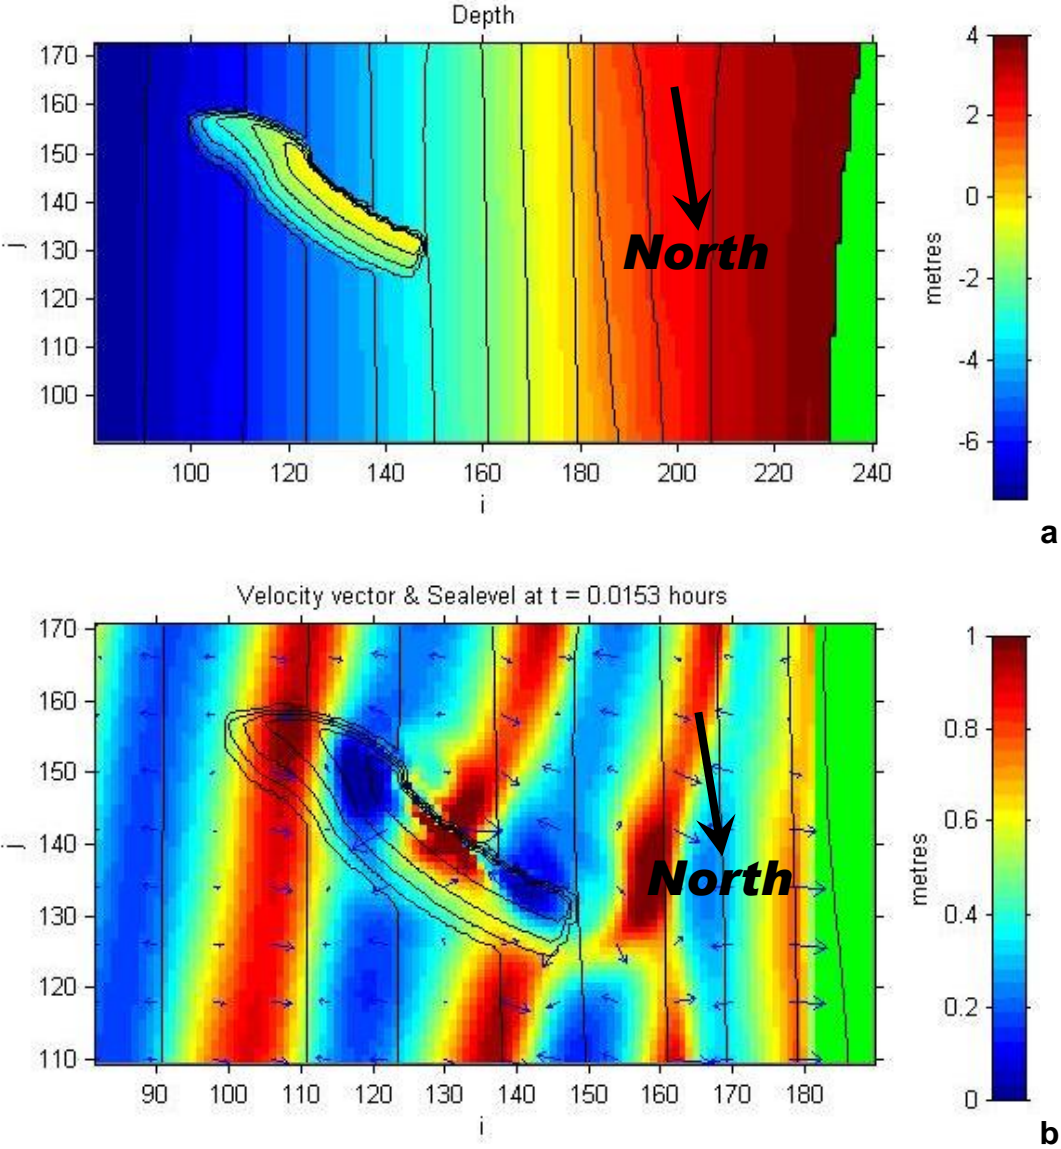 Depth
170
160
150
140
130
120
110
100
j
100 120 140 160 180 200 220 240
i
North
4
2
0
-2
-4
-6
metres
a
Velocity vector & Sealevel at t = 0.0153 hours
170
160
150
140
130
120
110
j
90 100 110 120 130 140 150 160 170 180
i
North
1
0.8
0.6
0.4
0.2
0
metres
b